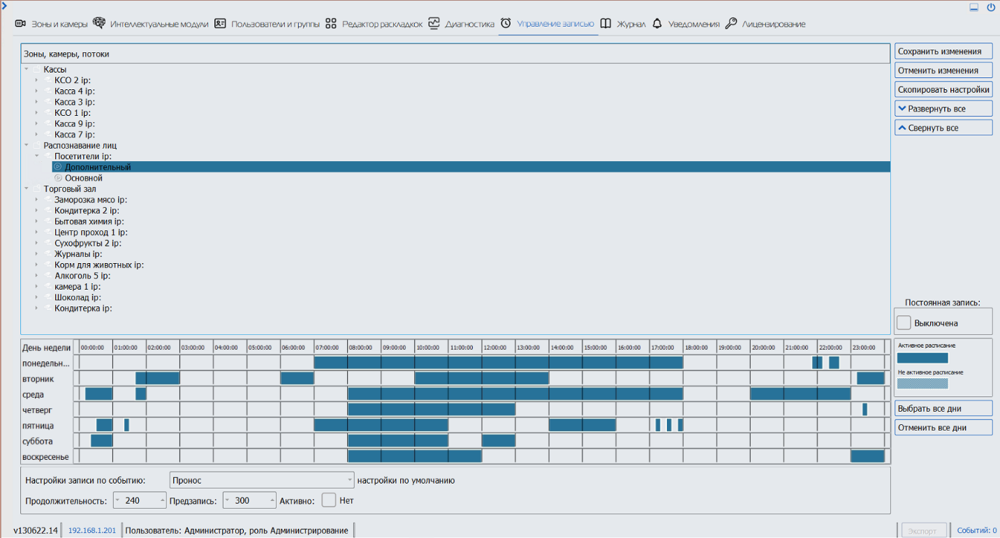 Зоны и камеры Интеллектуальные модули Пользователи и группы Редактор раскладкок Диагностика Управление записью Журнал Уведомления Лицензирование
Зоны, камеры, потоки
Кассы
КСО 2 ip:
Касса 4 ip:
Касса 3 ip:
КСО 1 ip:
Касса 9 ip:
Касса 7 ip:
Распознавание лиц
Посетители ip:
Дополнительный
Основной
Торговый зал
Заморозка мясо ip:
Кондитерка 2 ip:
Бытовая химия ip:
Центр проход 1 ip:
Сухофрукты 2 ip:
Журналы ip:
Корм для животных ip:
Алкоголь 5 ip:
камера 1 ip:
Шоколад ip:
Кондитерка ip:
Сохранить изменения
Отменить изменения
Скопировать настройки
Развернуть все
Свернуть все
Постоянная запись:
Выключена
День недели 00:00:00 01:00:00 02:00:00 03:00:00 04:00:00 05:00:00 06:00:00 07:00:00 08:00:00 09:00:00 10:00:00 11:00:00 12:00:00 13:00:00 14:00:00 15:00:00 16:00:00 17:00:00 18:00:00 19:00:00 20:00:00 21:00:00 22:00:00 23:00:00
понедельн...
вторник
среда
четверг
пятница
суббота
воскресенье
Активное расписание
Не активное расписание
Выбрать все дни
Отменить все дни
Настройки записи по событию: Пронос настройки по умолчанию
Продолжительность: 240 Предзапись: 300 Активно: Нет
v130622.14 192.168.1.201 Пользователь: Администратор, роль Администрирование Экспорт Событий: 0